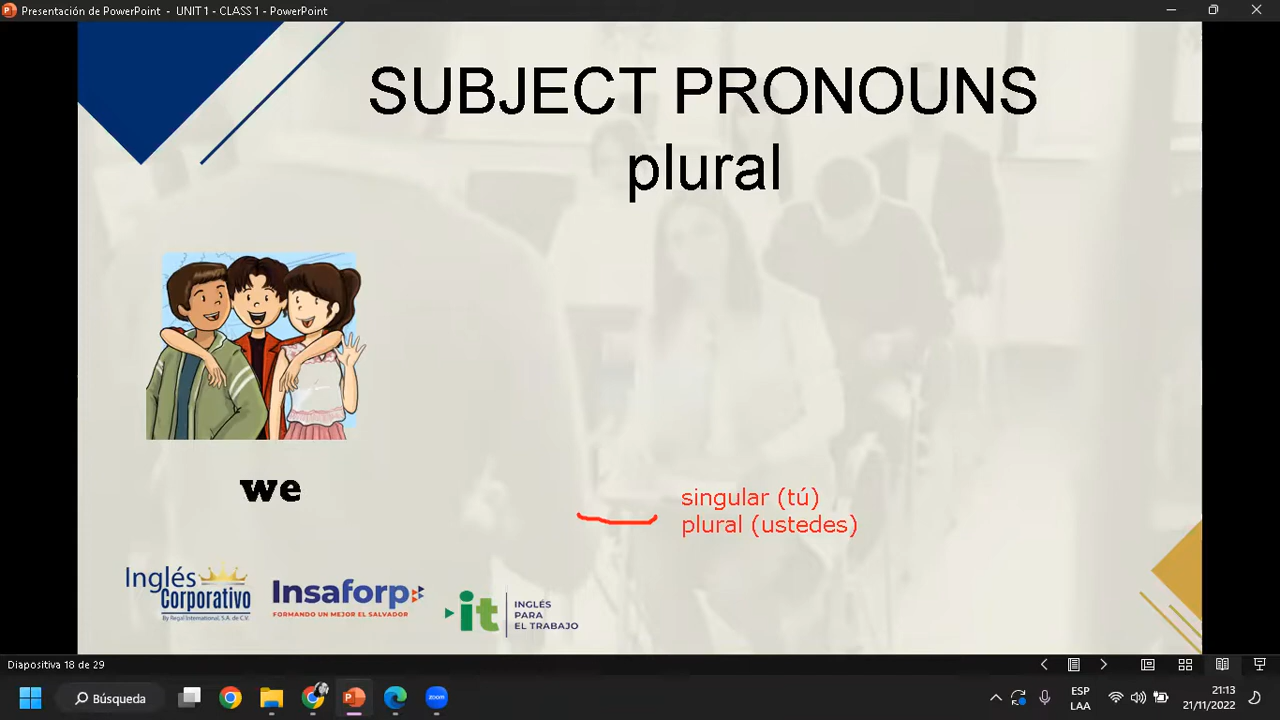 Presentación de PowerPoint - UNIT 1 - CLASS 1 - PowerPoint
SUBJECT PRONOUNS
plural
we
singular (tú)
plural (ustedes)
Inglés
Corporativo
By Regal International, S.A. de C.V.
Insaforp
FORMANDO UN MEJOR EL SALVADOR
it
INGLÉS
PARA
EL TRABAJO
Diapositiva 18 de 29
Búsqueda
zoom
ESP
LAA
21:13
21/11/2022